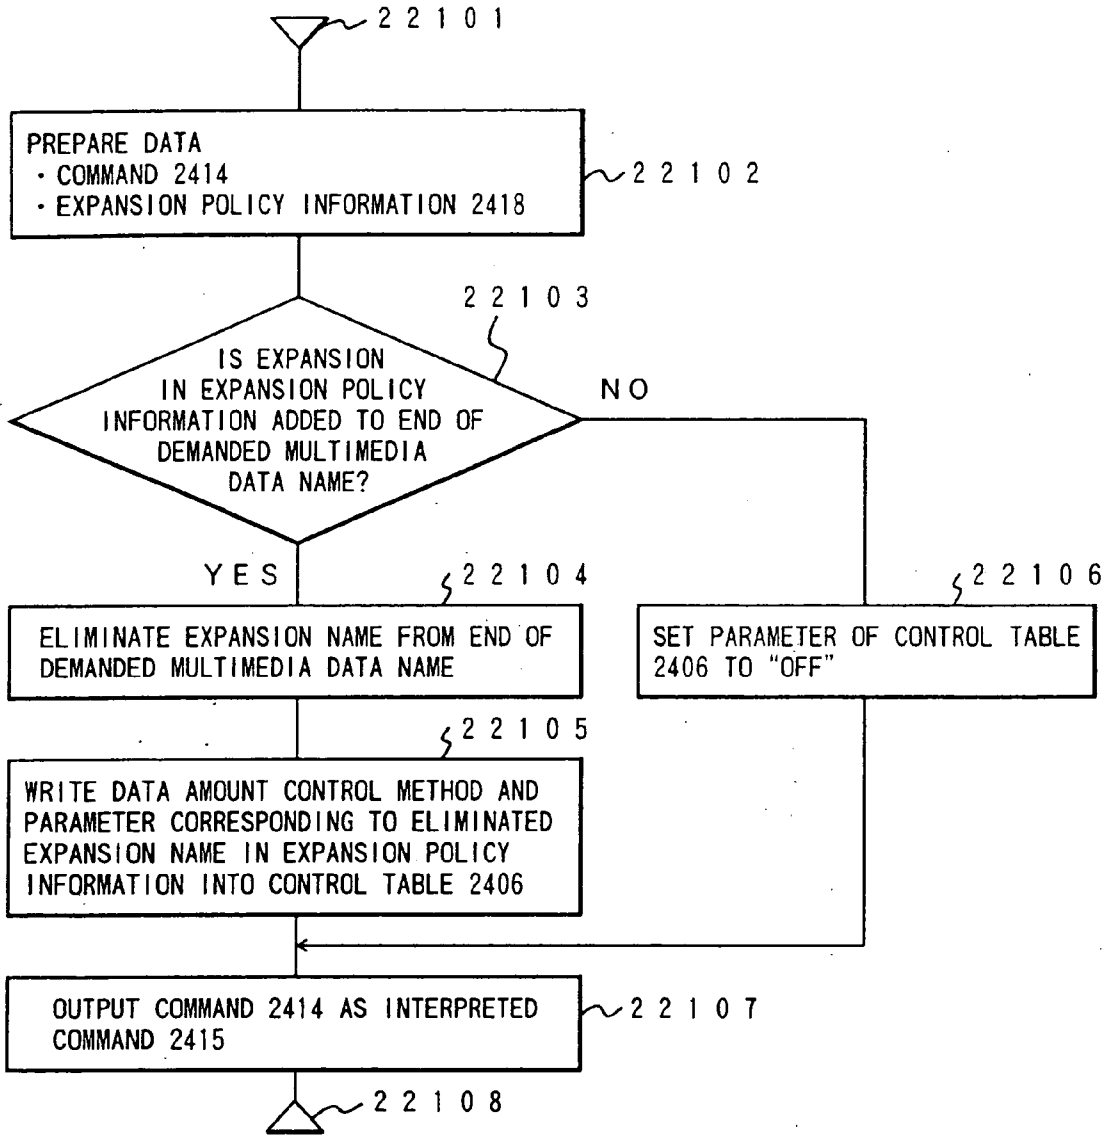 22101
PREPARE DATA
・COMMAND 2414
・EXPANSION POLICY INFORMATION 2418
22102
22103
IS EXPANSION
IN EXPANSION POLICY
INFORMATION ADDED TO END OF
DEMANDED MULTIMEDIA
DATA NAME?
NO
YES
22104
ELIMINATE EXPANSION NAME FROM END OF
DEMANDED MULTIMEDIA DATA NAME
22106
SET PARAMETER OF CONTROL TABLE
2406 TO “OFF”
22105
WRITE DATA AMOUNT CONTROL METHOD AND
PARAMETER CORRESPONDING TO ELIMINATED
EXPANSION NAME IN EXPANSION POLICY
INFORMATION INTO CONTROL TABLE 2406
OUTPUT COMMAND 2414 AS INTERPRETED
COMMAND 2415
22107
22108